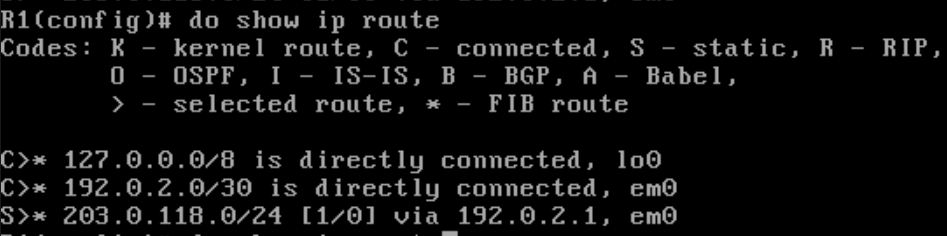 R1(config)# do show ip route
Codes: K - kernel route, C - connected, S - static, R - RIP,
O - OSPF, I - IS-IS, B - BGP, A - Babel,
> - selected route, * - FIB route
C>* 127.0.0.0/8 is directly connected, lo0
C>* 192.0.2.0/30 is directly connected, em0
S>* 203.0.118.0/24 [1/0] via 192.0.2.1, em0